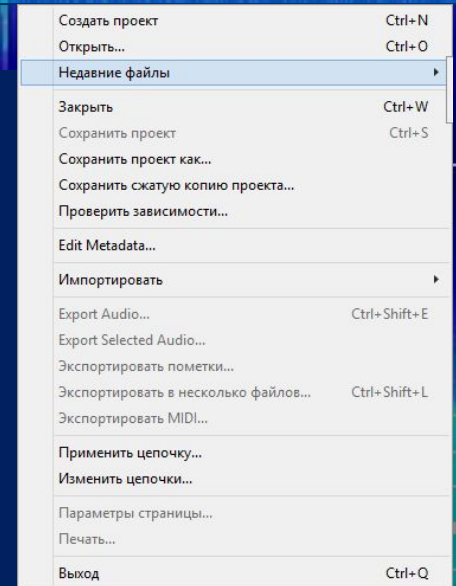 Создать проект Ctrl+N
Открыть... Ctrl+O
Недавние файлы
Закрыть Ctrl+W
Сохранить проект Ctrl+S
Сохранить проект как...
Сохранить сжатую копию проекта...
Проверить зависимости...
Edit Metadata...
Импортировать
Export Audio... Ctrl+Shift+E
Export Selected Audio...
Экспортировать пометки...
Экспортировать в несколько файлов... Ctrl+Shift+L
Экспортировать MIDI...
Применить цепочку...
Изменить цепочки...
Параметры страницы...
Печать...
Выход Ctrl+Q